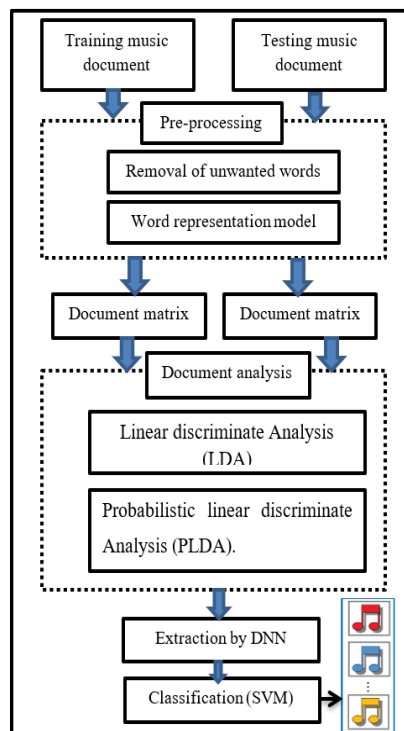 Training music
document
Testing music
document
Pre-processing
Removal of unwanted words
Word representation model
Document matrix
Document matrix
Document analysis
Linear discriminate Analysis
(LDA)
Probabilistic linear discriminate
Analysis (PLDA).
Extraction by DNN
Classification (SVM)